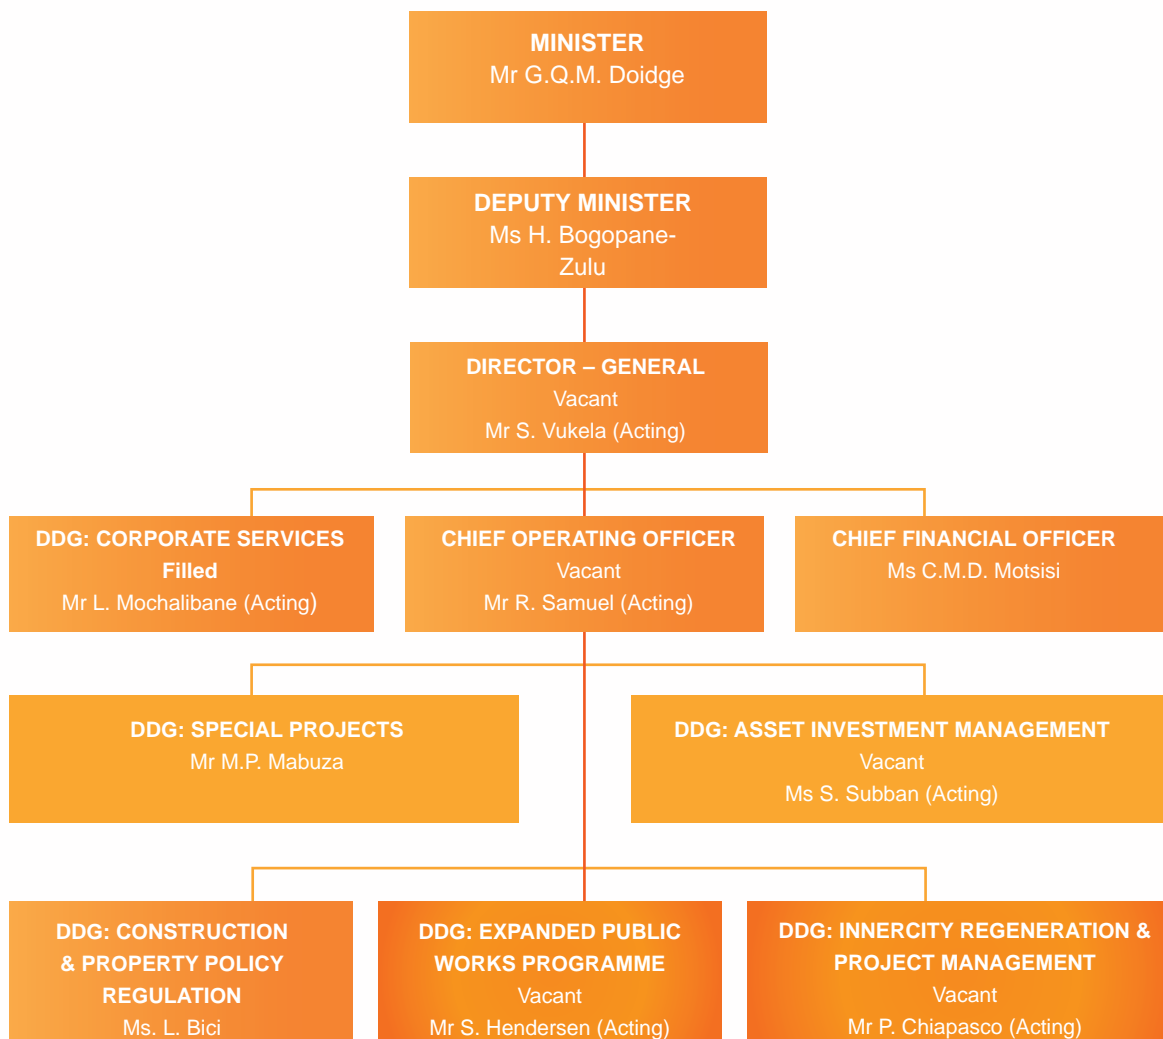 MINISTER
Mr G.Q.M. Doidge
DEPUTY MINISTER
Ms H. Bogopane-
Zulu
DIRECTOR – GENERAL
Vacant
Mr S. Vukela (Acting)
DDG: CORPORATE SERVICES
Filled
Mr L. Mochalibane (Acting)
CHIEF OPERATING OFFICER
Vacant
Mr R. Samuel (Acting)
CHIEF FINANCIAL OFFICER
Ms C.M.D. Motsisi
DDG: SPECIAL PROJECTS
Mr M.P. Mabuza
DDG: ASSET INVESTMENT MANAGEMENT
Vacant
Ms S. Subban (Acting)
DDG: CONSTRUCTION
& PROPERTY POLICY
REGULATION
Ms. L. Bici
DDG: EXPANDED PUBLIC
WORKS PROGRAMME
Vacant
Mr S. Hendersen (Acting)
DDG: INNERCITY REGENERATION &
PROJECT MANAGEMENT
Vacant
Mr P. Chiapasco (Acting)